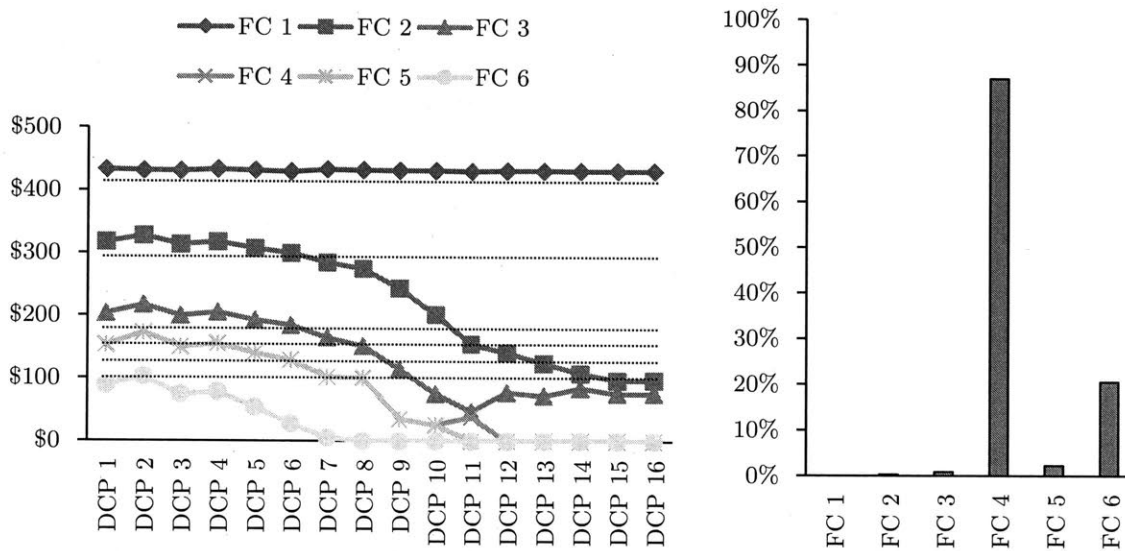 FC 1 FC 2 FC 3
FC 4 FC 5 FC 6
$500
$400
$300
$200
$100
$0
DCP 1
DCP 2
DCP 3
DCP 4
DCP 5
DCP 6
DCP 7
DCP 8
DCP 9
DCP 10
DCP 11
DCP 12
DCP 13
DCP 14
DCP 15
DCP 16
100%
90%
80%
70%
60%
50%
40%
30%
20%
10%
0%
FC 1
FC 2
FC 3
FC 4
FC 5
FC 6